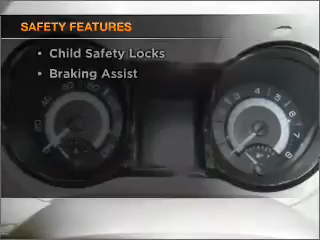 SAFETY FEATURES
• Child Safety Locks
• Braking Assist